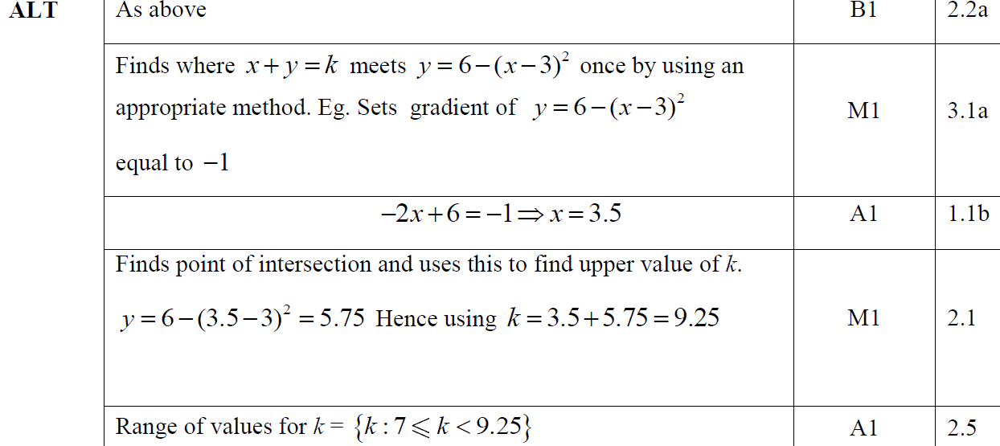 ALT As above B1 2.2a
Finds where x + y = k meets y = 6 − (x − 3)² once by using an
appropriate method. Eg. Sets gradient of y = 6 − (x − 3)²
M1 3.1a
equal to −1
−2x + 6 = −1 ⇒ x = 3.5 A1 1.1b
Finds point of intersection and uses this to find upper value of k.
y = 6 − (3.5 − 3)² = 5.75 Hence using k = 3.5 + 5.75 = 9.25 M1 2.1
Range of values for k = {k : 7 ⩽ k < 9.25} A1 2.5